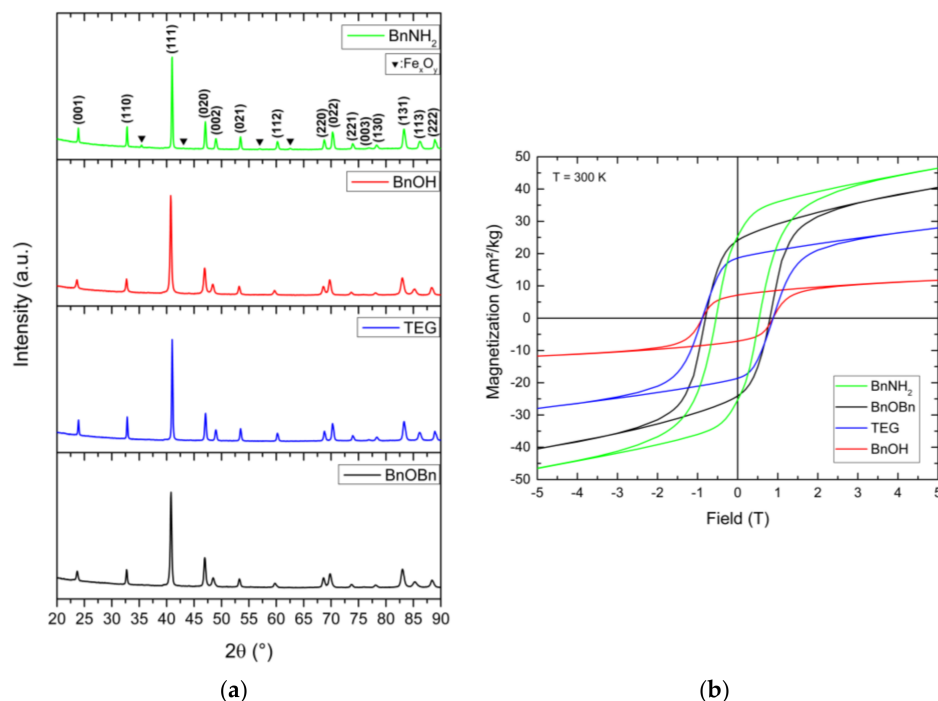 BnNH₂
▼:FeₓOᵧ
(001)
(110)
(111)
(020)
(002)
(021)
(112)
(220)
(022)
(221)
(003)
(130)
(131)
(113)
(222)
BnOH
TEG
BnOBn
Intensity (a.u.)
20 25 30 35 40 45 50 55 60 65 70 75 80 85 90
2θ (°)
(a)
T = 300 K
50
40
30
20
10
0
-10
-20
-30
-40
-50
Magnetization (Am²/kg)
BnNH₂
BnOBn
TEG
BnOH
-5 -4 -3 -2 -1 0 1 2 3 4 5
Field (T)
(b)